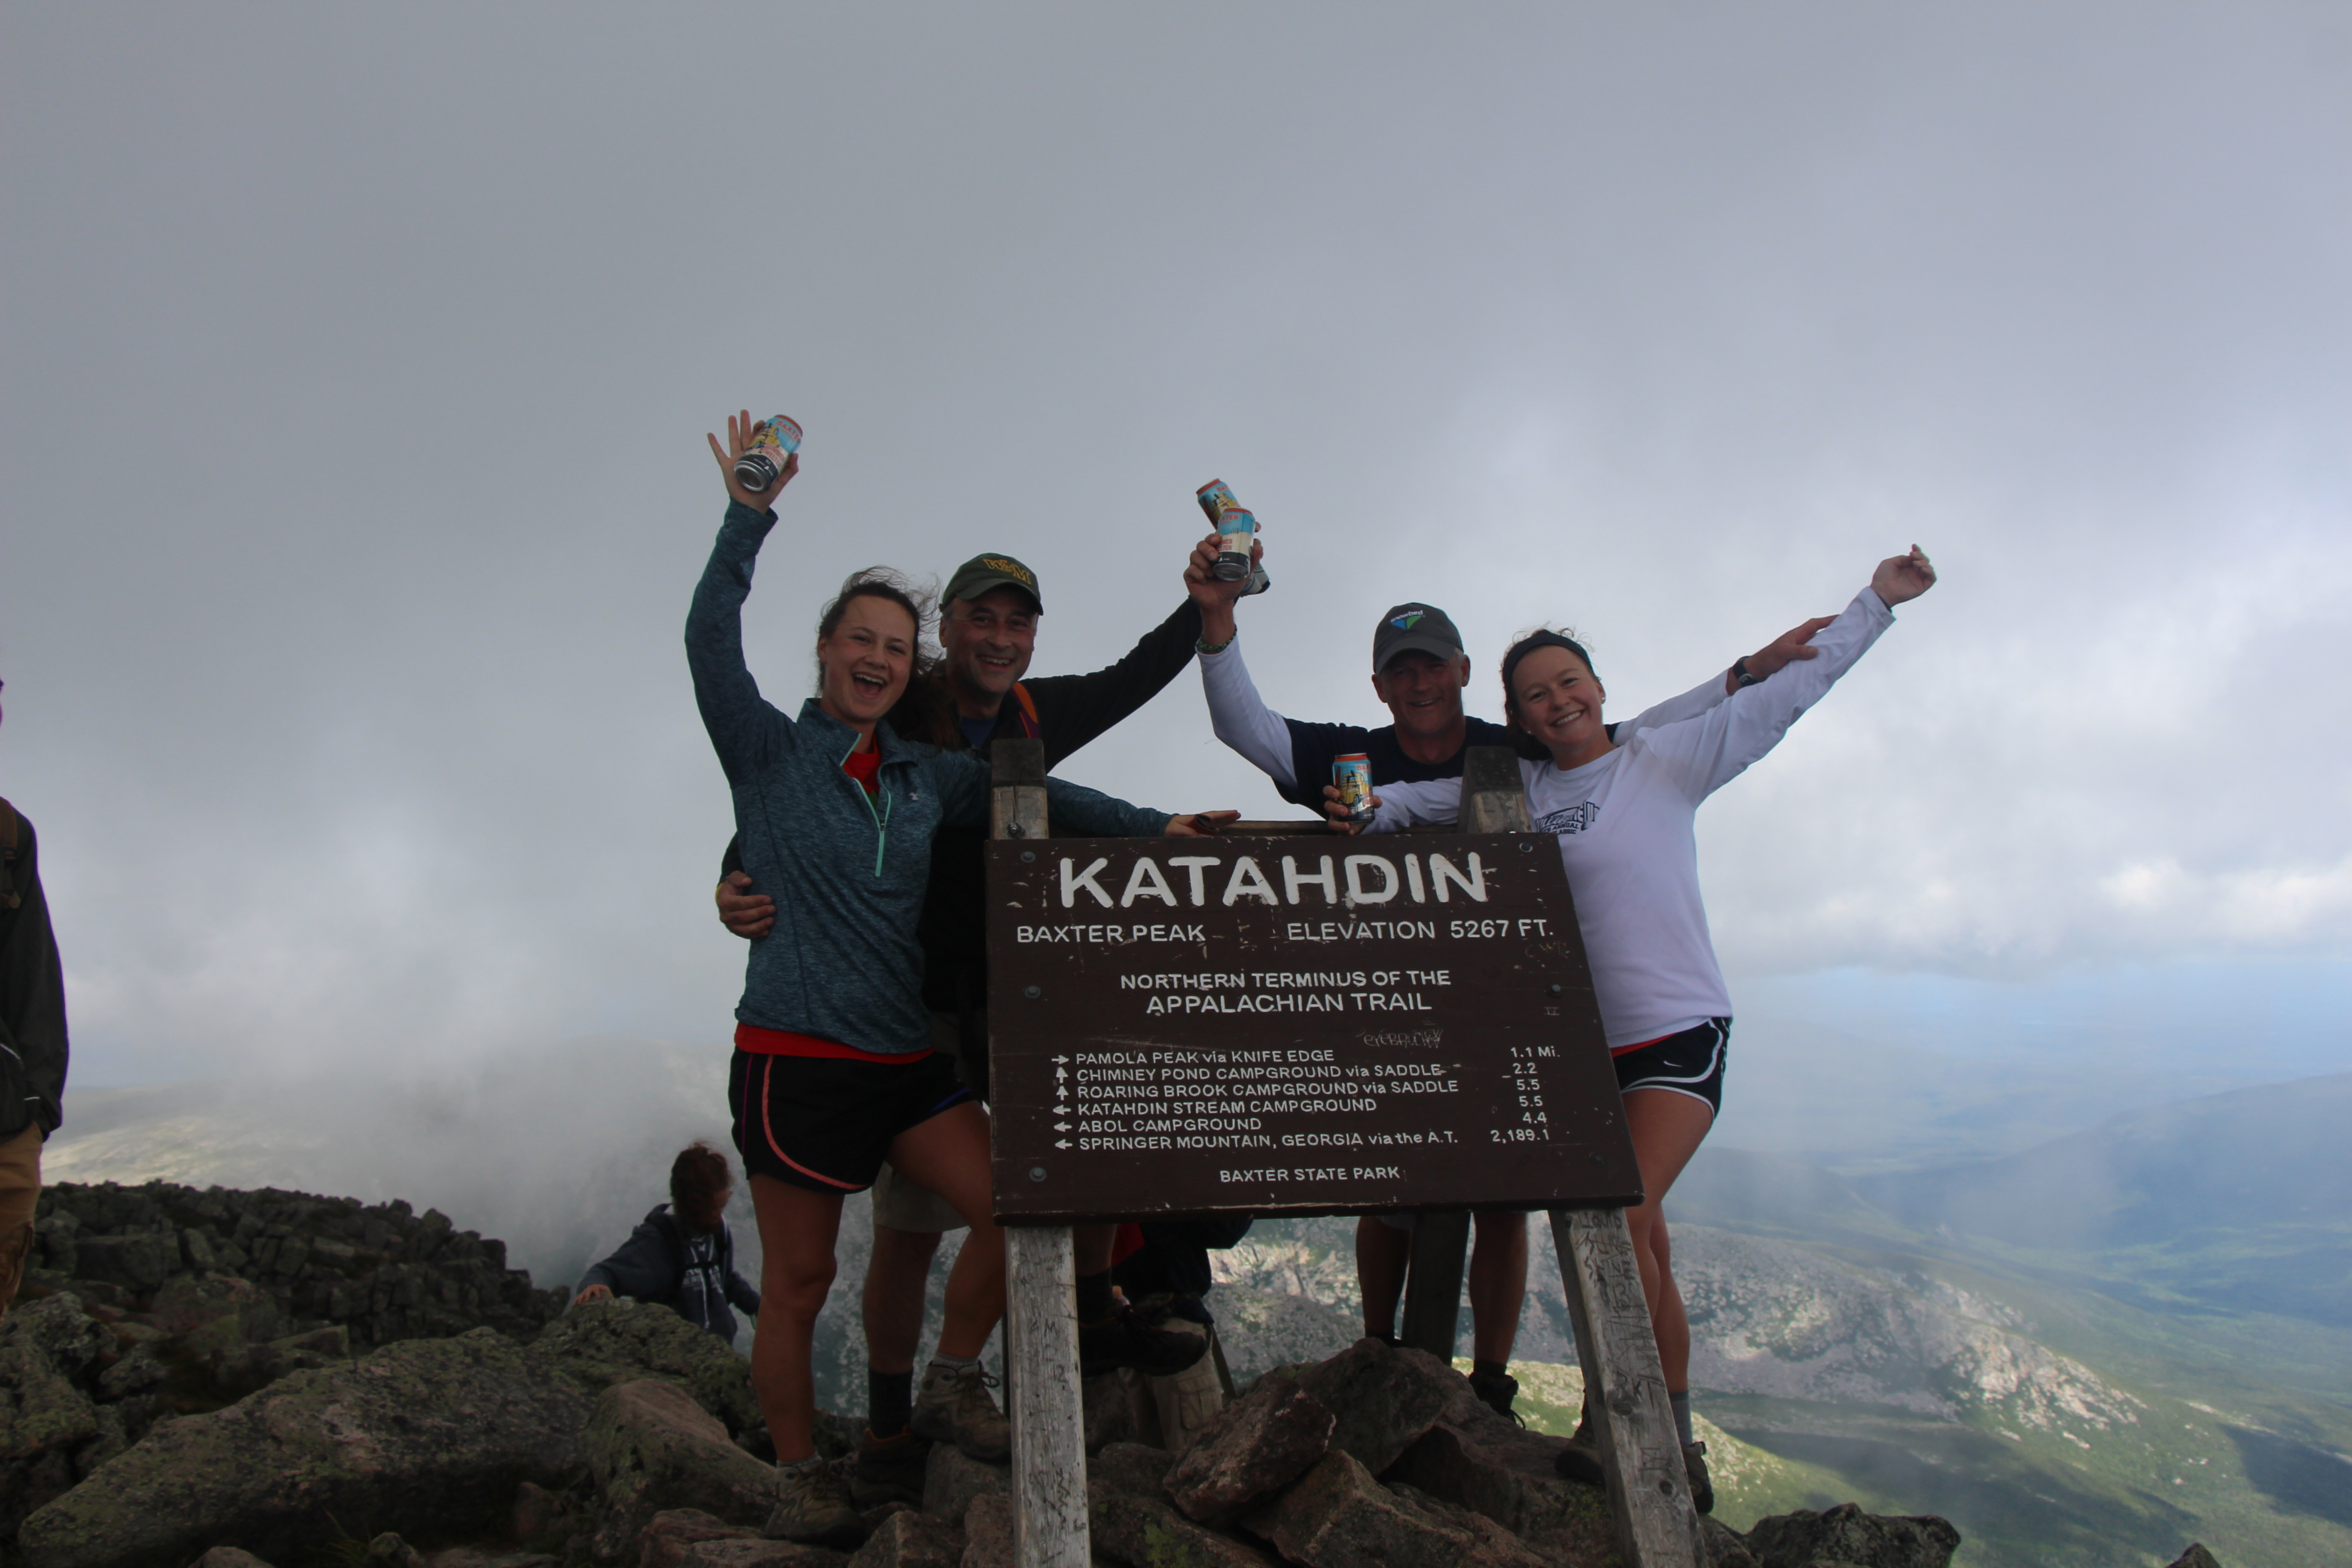 BAXTER
KATAHDIN
BAXTER PEAK ELEVATION 5267 FT.
NORTHERN TERMINUS OF THE
APPALACHIAN TRAIL
→ PAMOLA PEAK via KNIFE EDGE 1.1 Mi.
↑ CHIMNEY POND CAMPGROUND via SADDLE 2.2
↑ ROARING BROOK CAMPGROUND via SADDLE 5.5
← KATAHDIN STREAM CAMPGROUND 5.5
← ABOL CAMPGROUND 4.4
← SPRINGER MOUNTAIN, GEORGIA via the A.T. 2,189.1
BAXTER STATE PARK